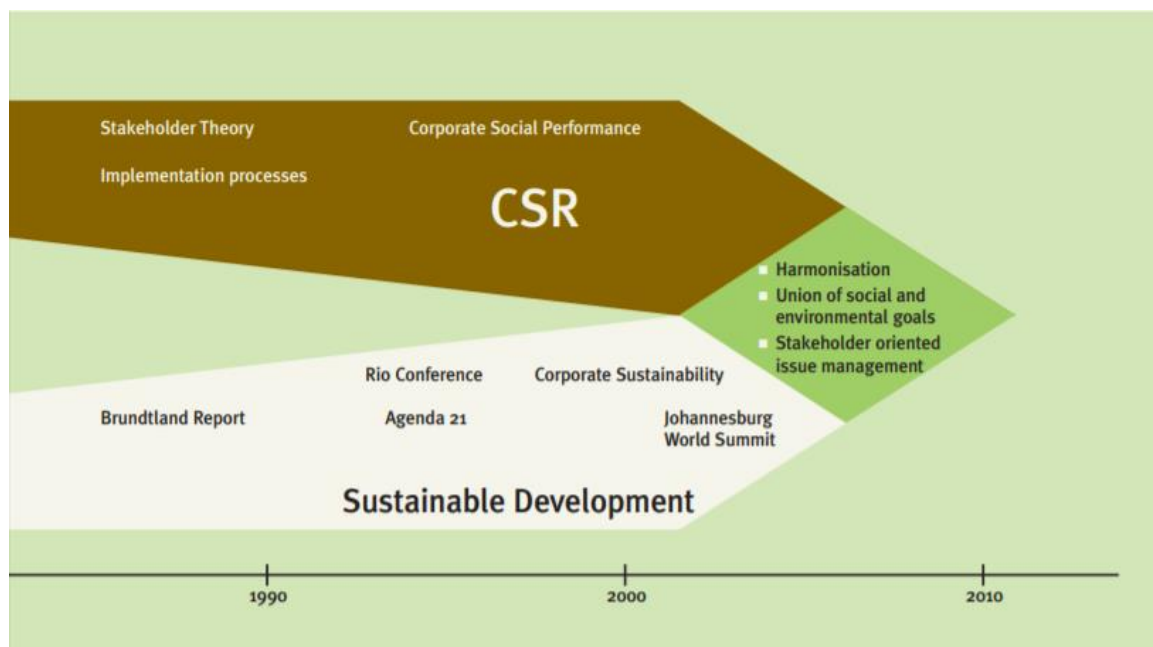 Stakeholder Theory
Corporate Social Performance
Implementation processes
CSR
Harmonisation
Union of social and
environmental goals
Stakeholder oriented
issue management
Rio Conference
Corporate Sustainability
Brundtland Report
Agenda 21
Johannesburg
World Summit
Sustainable Development
1990
2000
2010